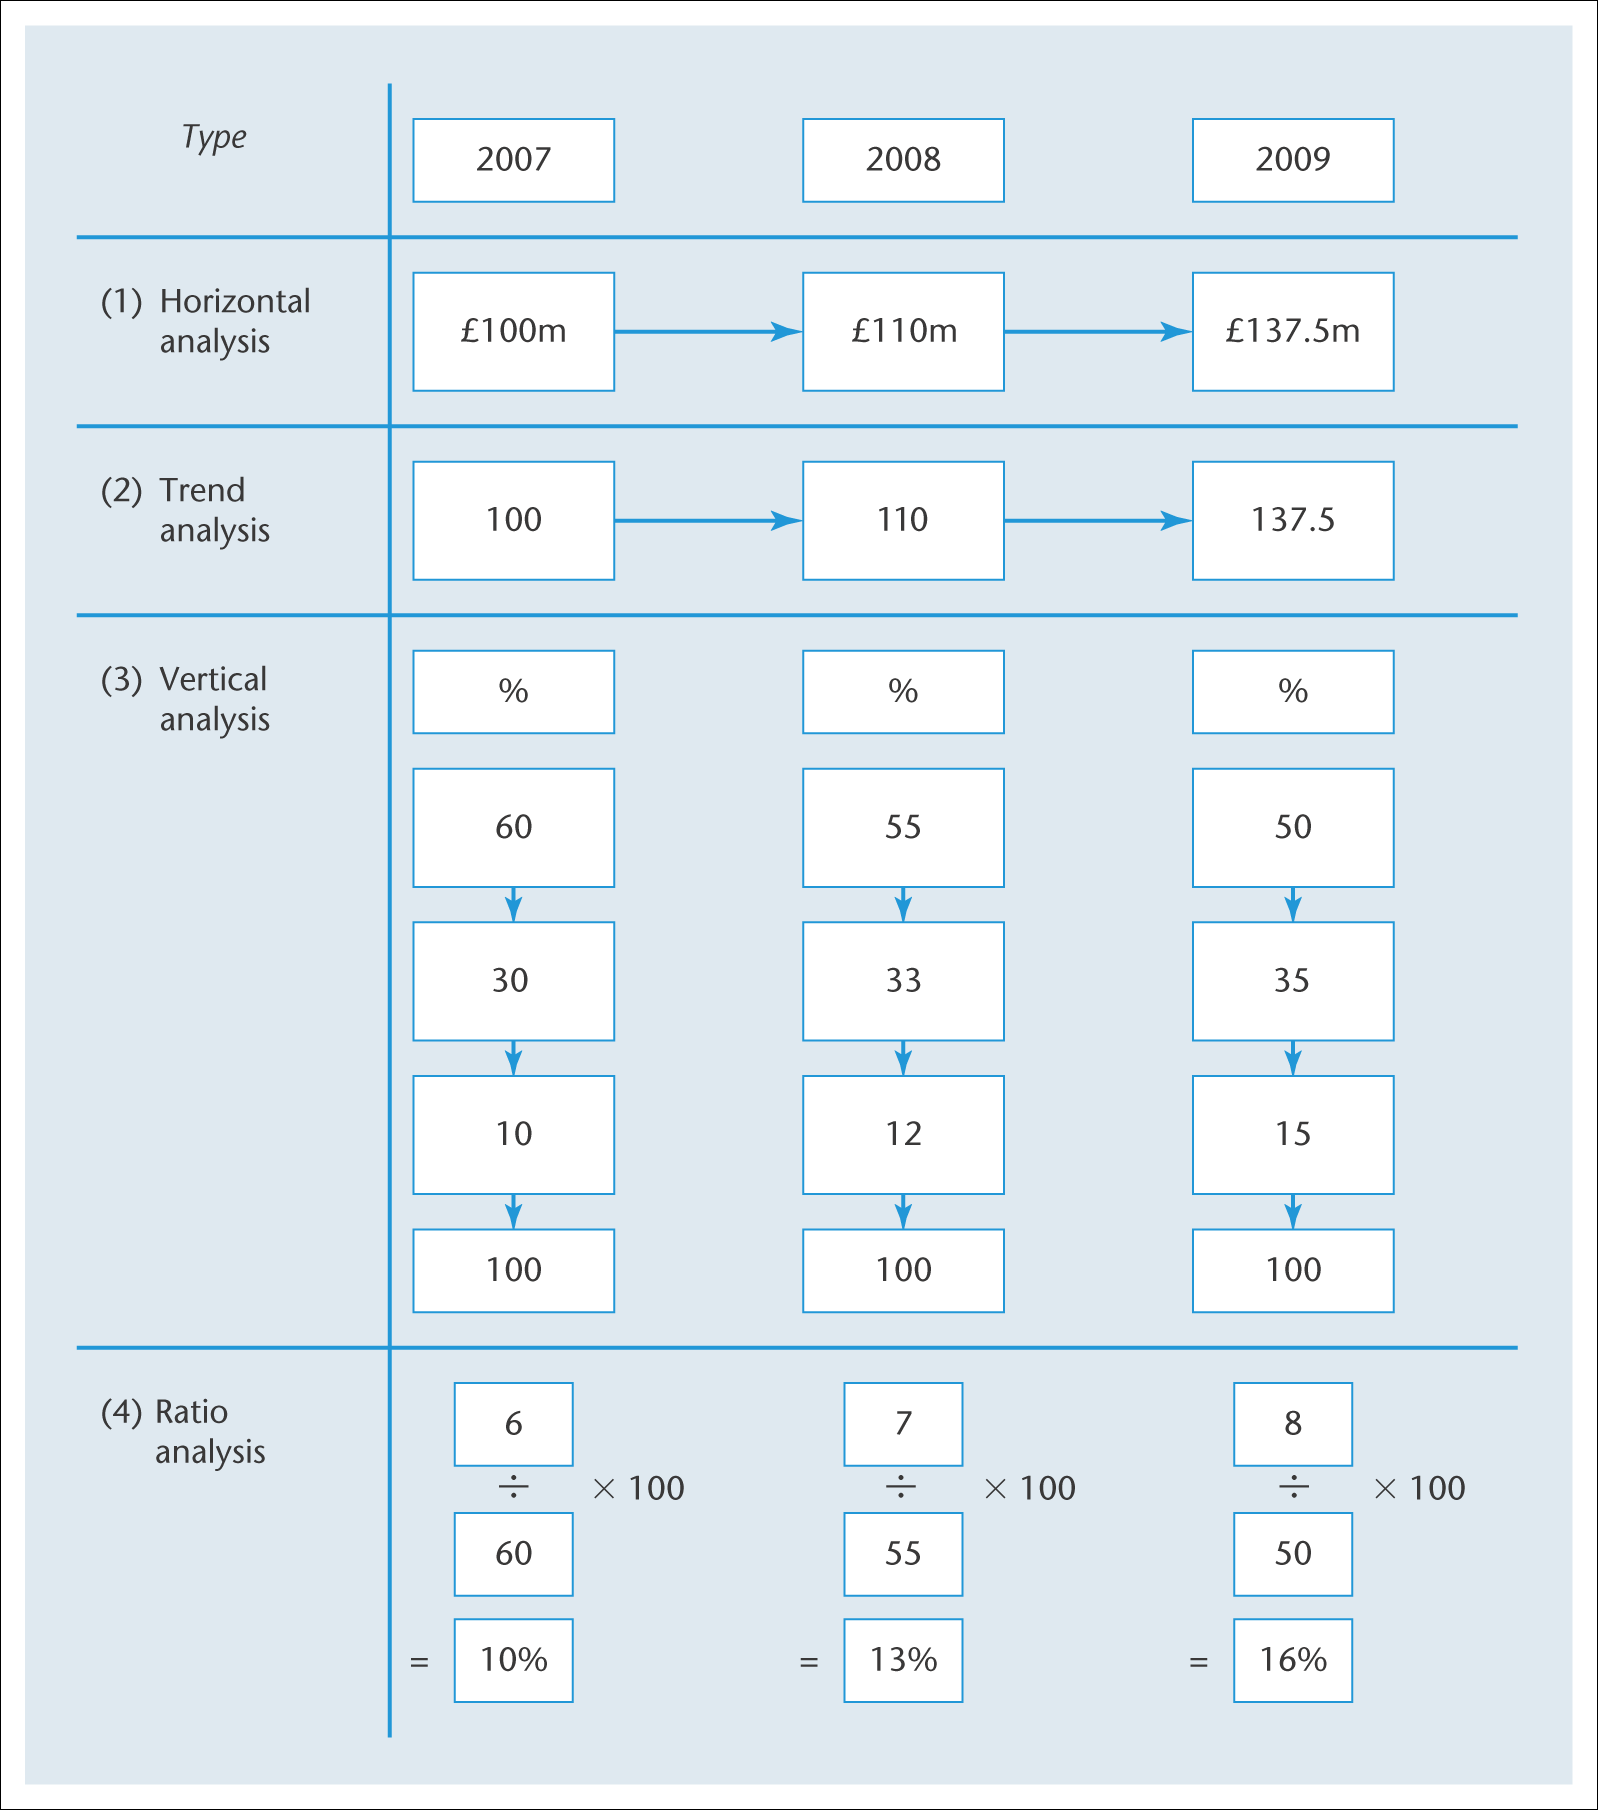 Type
2007 2008 2009
(1) Horizontal
analysis
£100m £110m £137.5m
(2) Trend
analysis
100 110 137.5
(3) Vertical
analysis
% % %
60 55 50
30 33 35
10 12 15
100 100 100
(4) Ratio
analysis
6 7 8
÷ × 100 ÷ × 100 ÷ × 100
60 55 50
= 10% = 13% = 16%